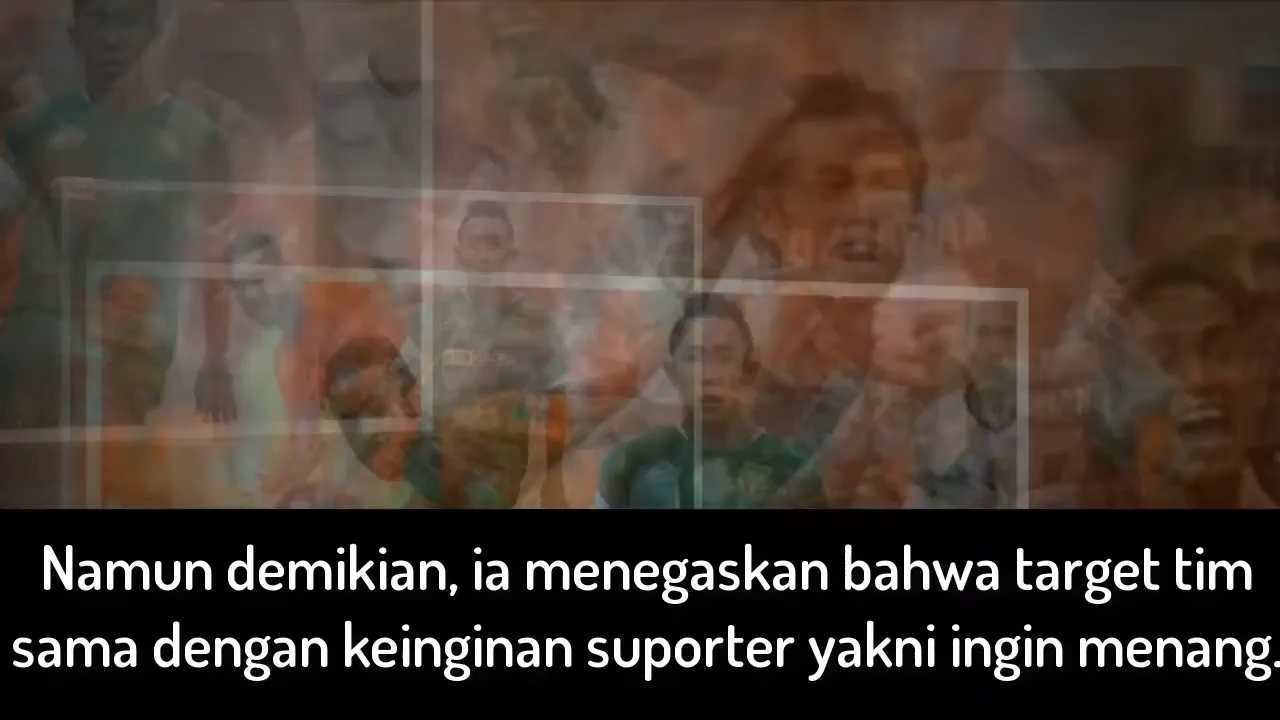 Namun demikian, ia menegaskan bahwa target tim
sama dengan keinginan suporter yakni ingin menang.